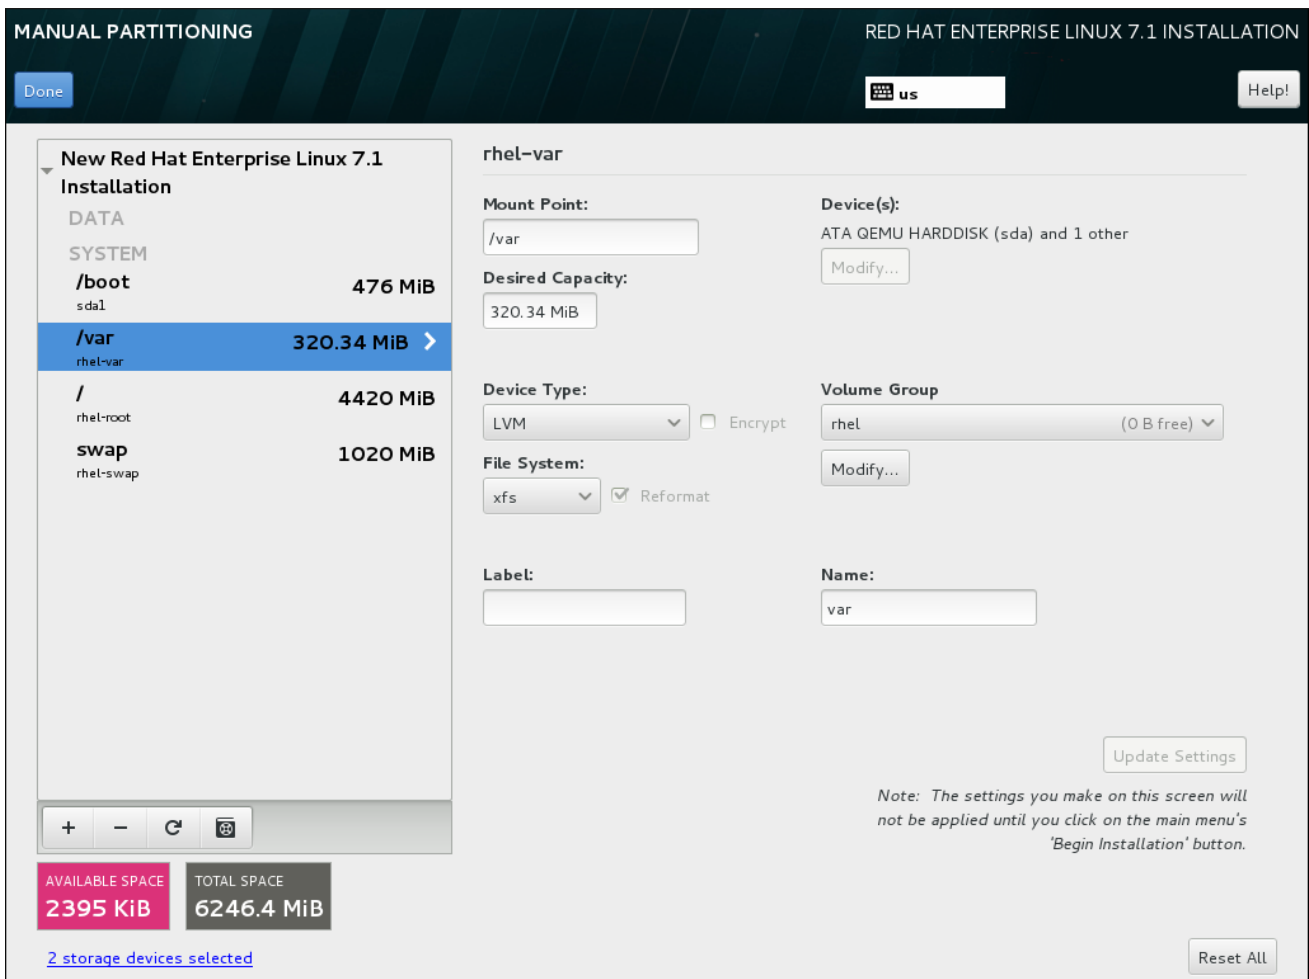 MANUAL PARTITIONING
RED HAT ENTERPRISE LINUX 7.1 INSTALLATION
Done
us
Help!
New Red Hat Enterprise Linux 7.1
Installation
DATA
SYSTEM
/boot 476 MiB
sda1
/var 320.34 MiB
rhel-var
/ 4420 MiB
rhel-root
swap 1020 MiB
rhel-swap
2395 KiB
AVAILABLE SPACE
TOTAL SPACE
6246.4 MiB
2 storage devices selected
rhel-var
Mount Point:
/var
Desired Capacity:
320.34 MiB
Device(s):
ATA QEMU HARDDISK (sda) and 1 other
Modify...
Device Type:
LVM
Encrypt
Volume Group
rhel (0 B free)
Modify...
File System:
xfs
Reformat
Label:
Name:
var
Update Settings
Note: The settings you make on this screen will
not be applied until you click on the main menu's
'Begin Installation' button.
Reset All